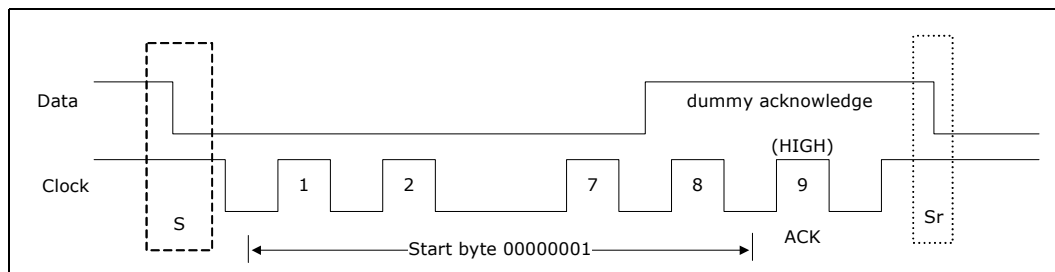 Data
dummy acknowledge
(HIGH)
Clock
1
2
7
8
9
S
Sr
Start byte 00000001
ACK